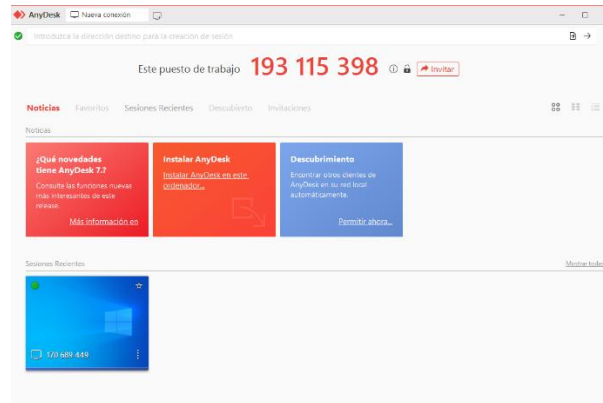 AnyDesk Nueva conexión
Introduzca la dirección destino para la creación de sesión
Este puesto de trabajo 193 115 398 Invitar
Noticias Favoritos Sesiones Recientes Descubierto Invitaciones
Noticias
¿Qué novedades
tiene AnyDesk 7.?
Consulte las funciones nuevas
más interesantes de este
release.
Más información en
Instalar AnyDesk
Instalar AnyDesk en este
ordenador...
Descubrimiento
Encontrar otros clientes de
AnyDesk en su red local
automáticamente.
Permitir ahora...
Sesiones Recientes
Mostrar todas
170 689 449